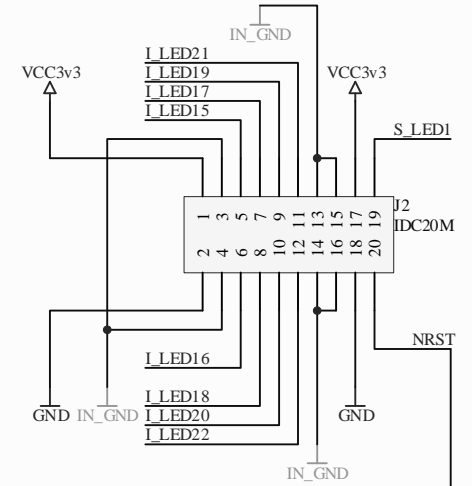 IN_GND
I_LED21
I_LED19
I_LED17
I_LED15
VCC3v3
VCC3v3
S_LED1
J2
IDC20M
1 3 5 7 9 11 13 15 17 19
2 4 6 8 10 12 14 16 18 20
NRST
I_LED16
I_LED18
I_LED20
I_LED22
GND
IN_GND
GND
IN_GND